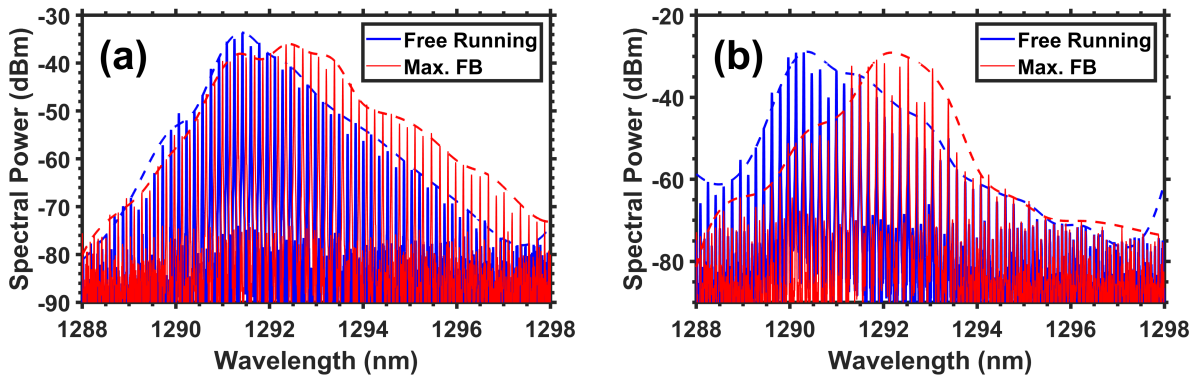 (a)
Free Running
Max. FB
Spectral Power (dBm)
-30
-40
-50
-60
-70
-80
-90
1288
1290
1292
1294
1296
1298
Wavelength (nm)
(b)
Free Running
Max. FB
Spectral Power (dBm)
-20
-40
-60
-80
1288
1290
1292
1294
1296
1298
Wavelength (nm)